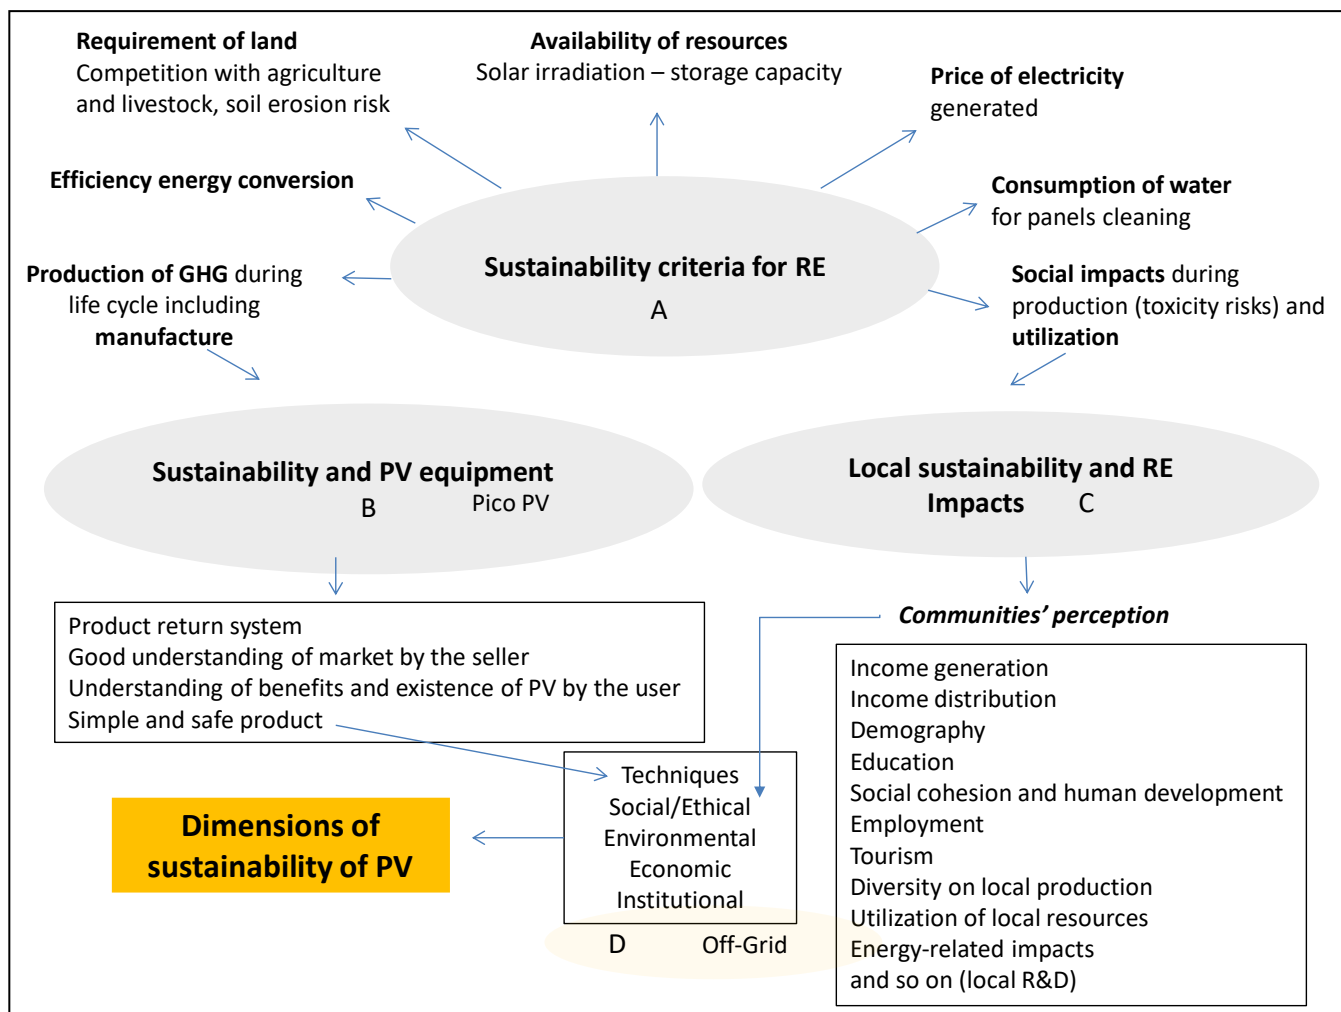 Requirement of land
Competition with agriculture
and livestock, soil erosion risk
Availability of resources
Solar irradiation – storage capacity
Price of electricity
generated
Efficiency energy conversion
Consumption of water
for panels cleaning
Production of GHG during
life cycle including
manufacture
Sustainability criteria for RE
A
Social impacts during
production (toxicity risks) and
utilization
Sustainability and PV equipment
B
Pico PV
Local sustainability and RE
Impacts
C
Product return system
Good understanding of market by the seller
Understanding of benefits and existence of PV by the user
Simple and safe product
Communities’ perception
Income generation
Income distribution
Demography
Education
Social cohesion and human development
Employment
Tourism
Diversity on local production
Utilization of local resources
Energy-related impacts
and so on (local R&D)
Techniques
Social/Ethical
Environmental
Economic
Institutional
D
Off-Grid
Dimensions of
sustainability of PV